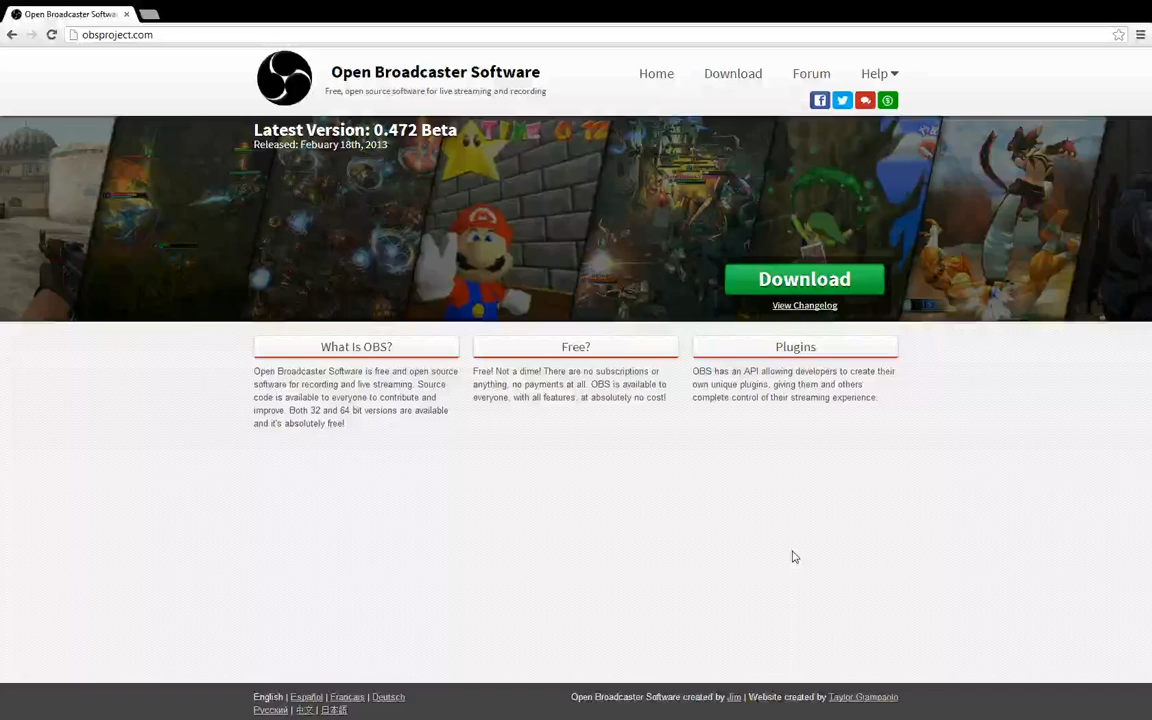 Open Broadcaster Softwa
obsproject.com
Open Broadcaster Software
Free, open source software for live streaming and recording
Home Download Forum Help
Latest Version: 0.472 Beta
Released: Febuary 18th, 2013
Download
View Changelog
What Is OBS?
Open Broadcaster Software is free and open source
software for recording and live streaming. Source
code is available to everyone to contribute and
improve. Both 32 and 64 bit versions are available
and it's absolutely free!
Free?
Free! Not a dime! There are no subscriptions or
anything, no payments at all. OBS is available to
everyone, with all features, at absolutely no cost!
Plugins
OBS has an API allowing developers to create their
own unique plugins, giving them and others
complete control of their streaming experience.
English | Español | Français | Deutsch
Русский | 中文 | 日本語
Open Broadcaster Software created by Jim | Website created by Taylor Giampaolo